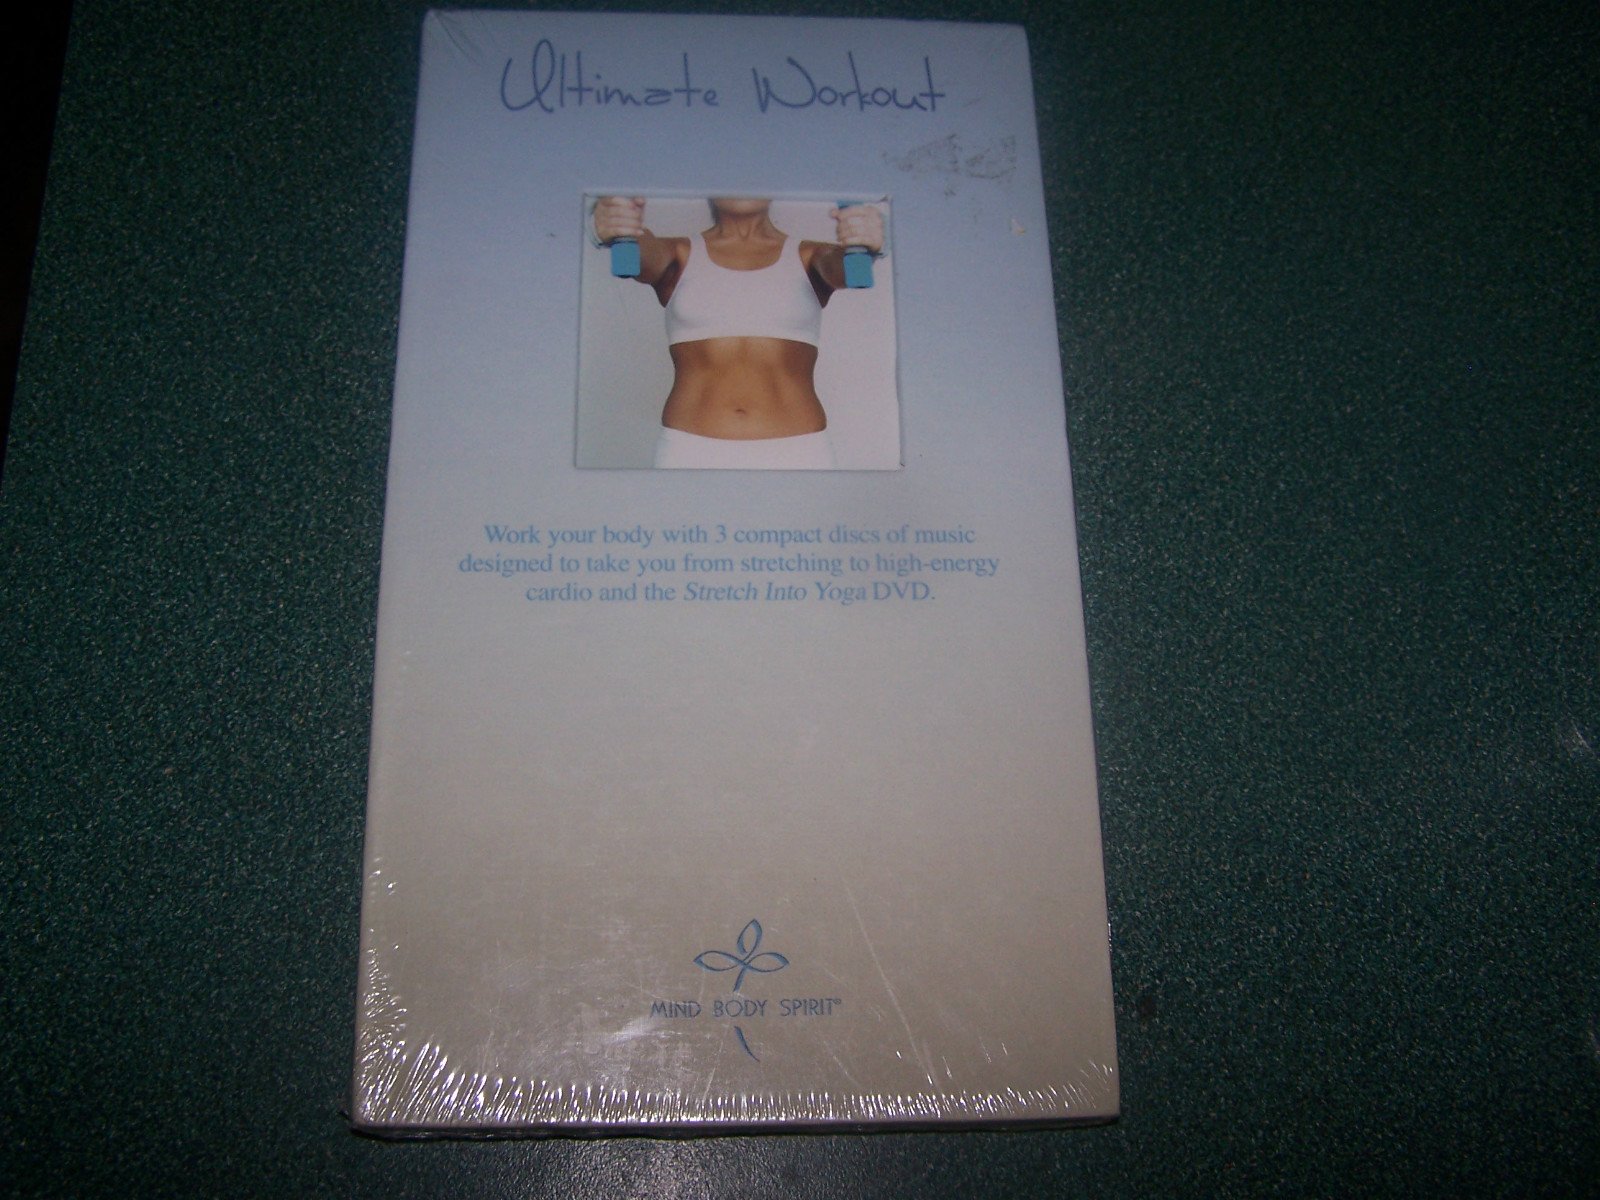 Ultimate Workout
Work your body with 3 compact discs of music
designed to take you from stretching to high-energy
cardio and the Stretch Into Yoga DVD.
MIND BODY SPIRIT®